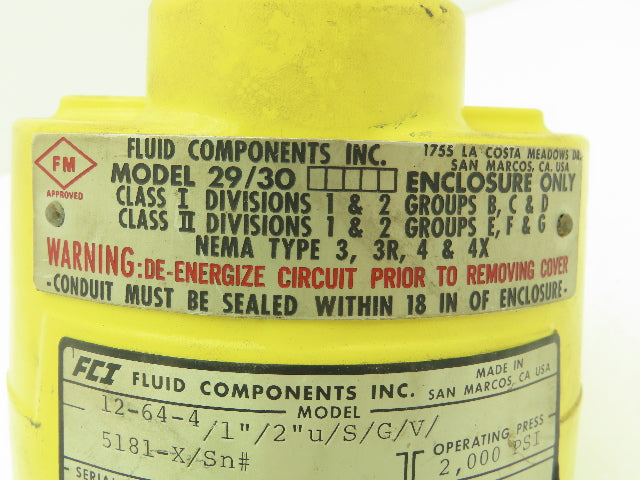 FLUID COMPONENTS INC. 1755 LA COSTA MEADOWS DR.
SAN MARCOS, CA. USA
FM
APPROVED
MODEL 29/30 ENCLOSURE ONLY
CLASS I DIVISIONS 1 & 2 GROUPS B, C & D
CLASS II DIVISIONS 1 & 2 GROUPS E, F & G
NEMA TYPE 3, 3R, 4 & 4X
WARNING: DE-ENERGIZE CIRCUIT PRIOR TO REMOVING COVER
-CONDUIT MUST BE SEALED WITHIN 18 IN OF ENCLOSURE-
FCI FLUID COMPONENTS INC. MADE IN
SAN MARCOS, CA USA
MODEL
12-64-4/1"/2"u/S/G/V/
5181-X/Sn#
OPERATING PRESS
2,000 PSI
SERIAL